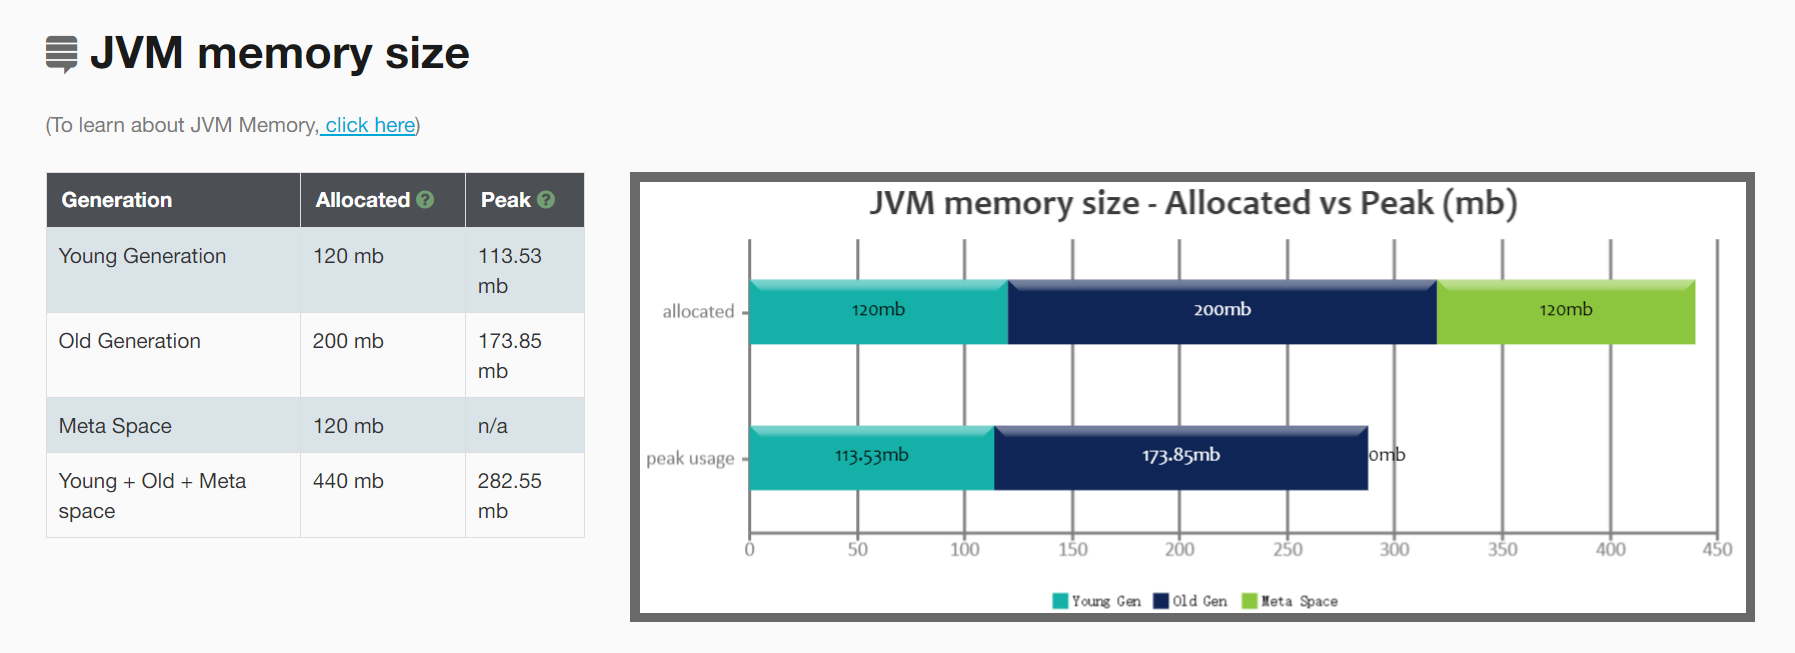 JVM memory size
(To learn about JVM Memory, click here)
Generation Allocated ? Peak ?
Young Generation 120 mb 113.53
mb
Old Generation 200 mb 173.85
mb
Meta Space 120 mb n/a
Young + Old + Meta 440 mb 282.55
space mb
JVM memory size - Allocated vs Peak (mb)
allocated 120mb 200mb 120mb
peak usage 113.53mb 173.85mb 0mb
0 50 100 150 200 250 300 350 400 450
Young Gen Old Gen Meta Space